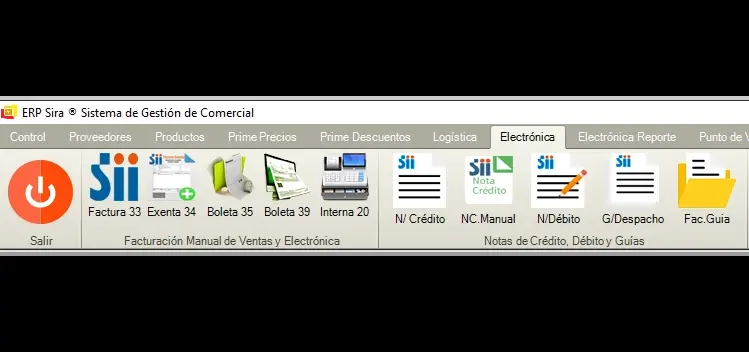 ERP Sira ® Sistema de Gestión de Comercial
Control Proveedores Productos Prime Precios Prime Descuentos Logística Electrónica Electrónica Reporte Punto de V
Sii Sii Sii Sii Sii Sii
Nota
Crédito
Factura 33 Exenta 34 Boleta 35 Boleta 39 Interna 20 N/ Crédito NC.Manual N/Débito G/Despacho Fac.Guia
Salir Facturación Manual de Ventas y Electrónica Notas de Crédito, Débito y Guías